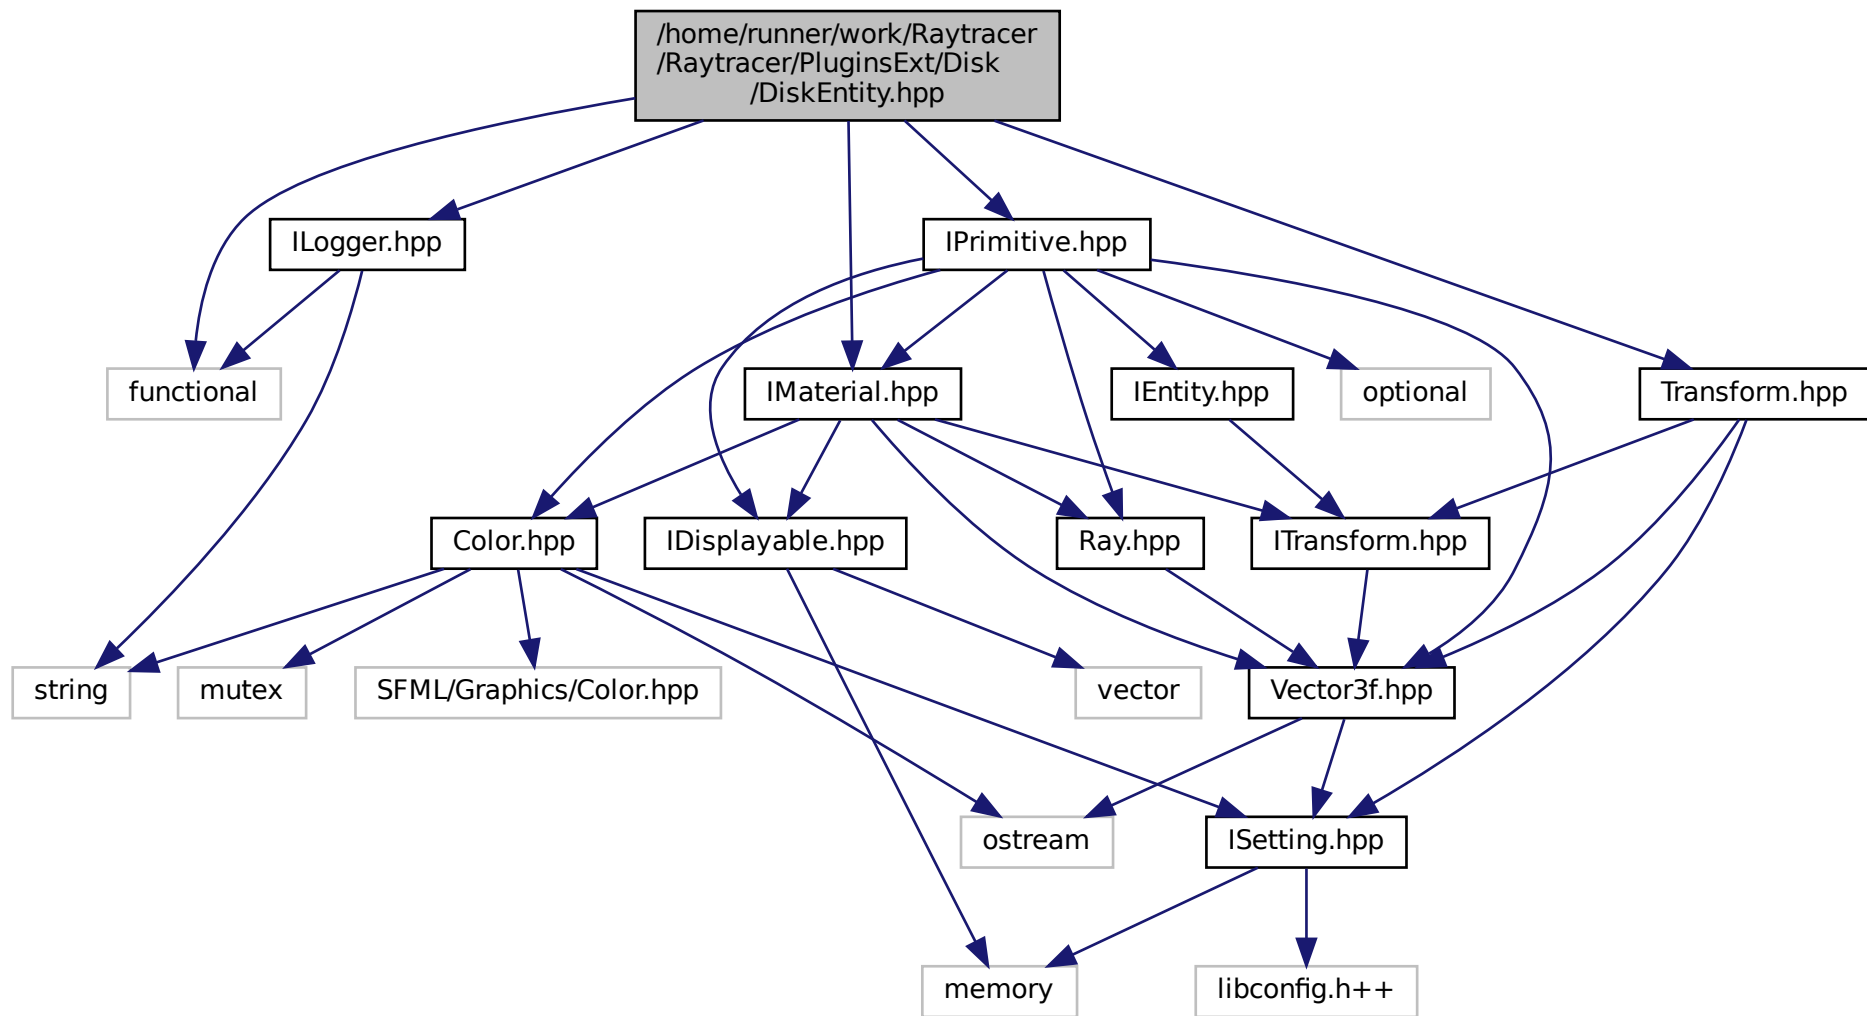 /home/runner/work/Raytracer
/Raytracer/PluginsExt/Disk
/DiskEntity.hpp
ILogger.hpp
IPrimitive.hpp
functional
IMaterial.hpp
IEntity.hpp
optional
Transform.hpp
Color.hpp
IDisplayable.hpp
Ray.hpp
ITransform.hpp
string
mutex
SFML/Graphics/Color.hpp
vector
Vector3f.hpp
ostream
ISetting.hpp
memory
libconfig.h++